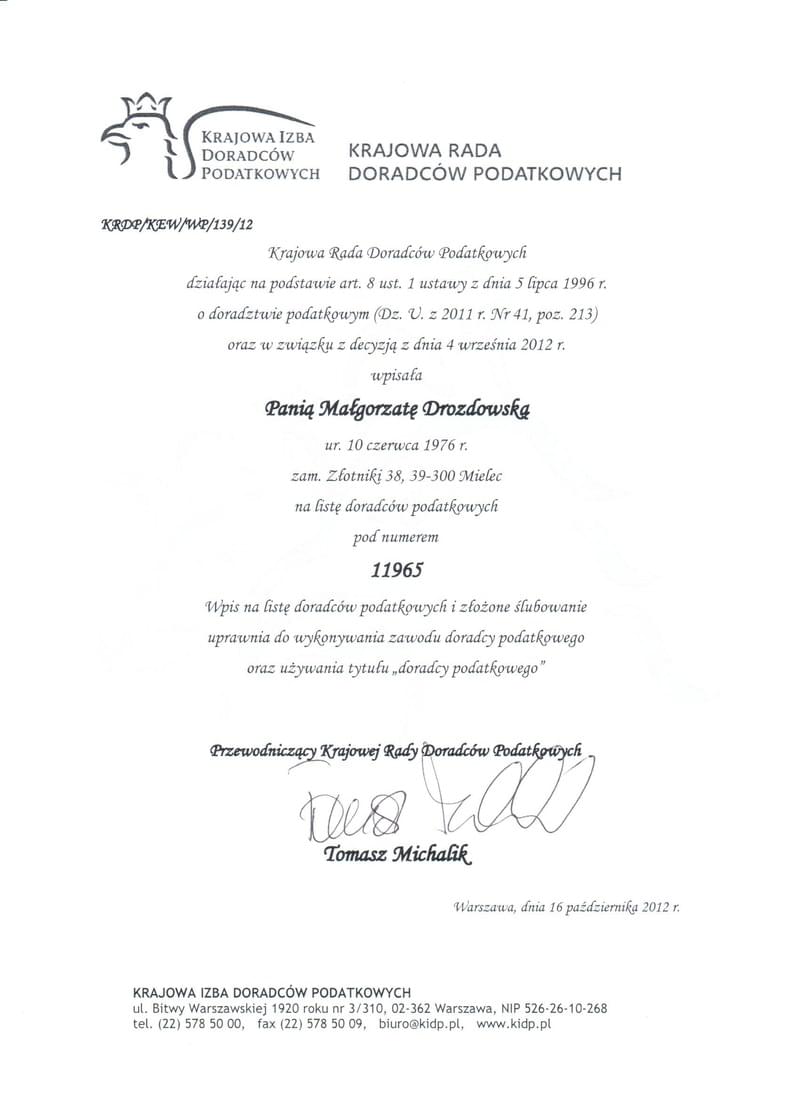 KRAJOWA IZBA
DORADCÓW
PODATKOWYCH
KRAJOWA RADA
DORADCÓW PODATKOWYCH
KRDP/KEW/WP/139/12
Krajowa Rada Doradców Podatkowych
działając na podstawie art. 8 ust. 1 ustawy z dnia 5 lipca 1996 r.
o doradztwie podatkowym (Dz. U. z 2011 r. Nr 41, poz. 213)
oraz w związku z decyzją z dnia 4 września 2012 r.
wpisała
Panią Małgorzatę Drozdowską
ur. 10 czerwca 1976 r.
zam. Złotniki 38, 39-300 Mielec
na listę doradców podatkowych
pod numerem
11965
Wpis na listę doradców podatkowych i złożone ślubowanie
uprawnia do wykonywania zawodu doradcy podatkowego
oraz używania tytułu „doradcy podatkowego”
Przewodniczący Krajowej Rady Doradców Podatkowych
Tomasz Michalik
Warszawa, dnia 16 października 2012 r.
KRAJOWA IZBA DORADCÓW PODATKOWYCH
ul. Bitwy Warszawskiej 1920 roku nr 3/310, 02-362 Warszawa, NIP 526-26-10-268
tel. (22) 578 50 00, fax (22) 578 50 09, biuro@kidp.pl, www.kidp.pl